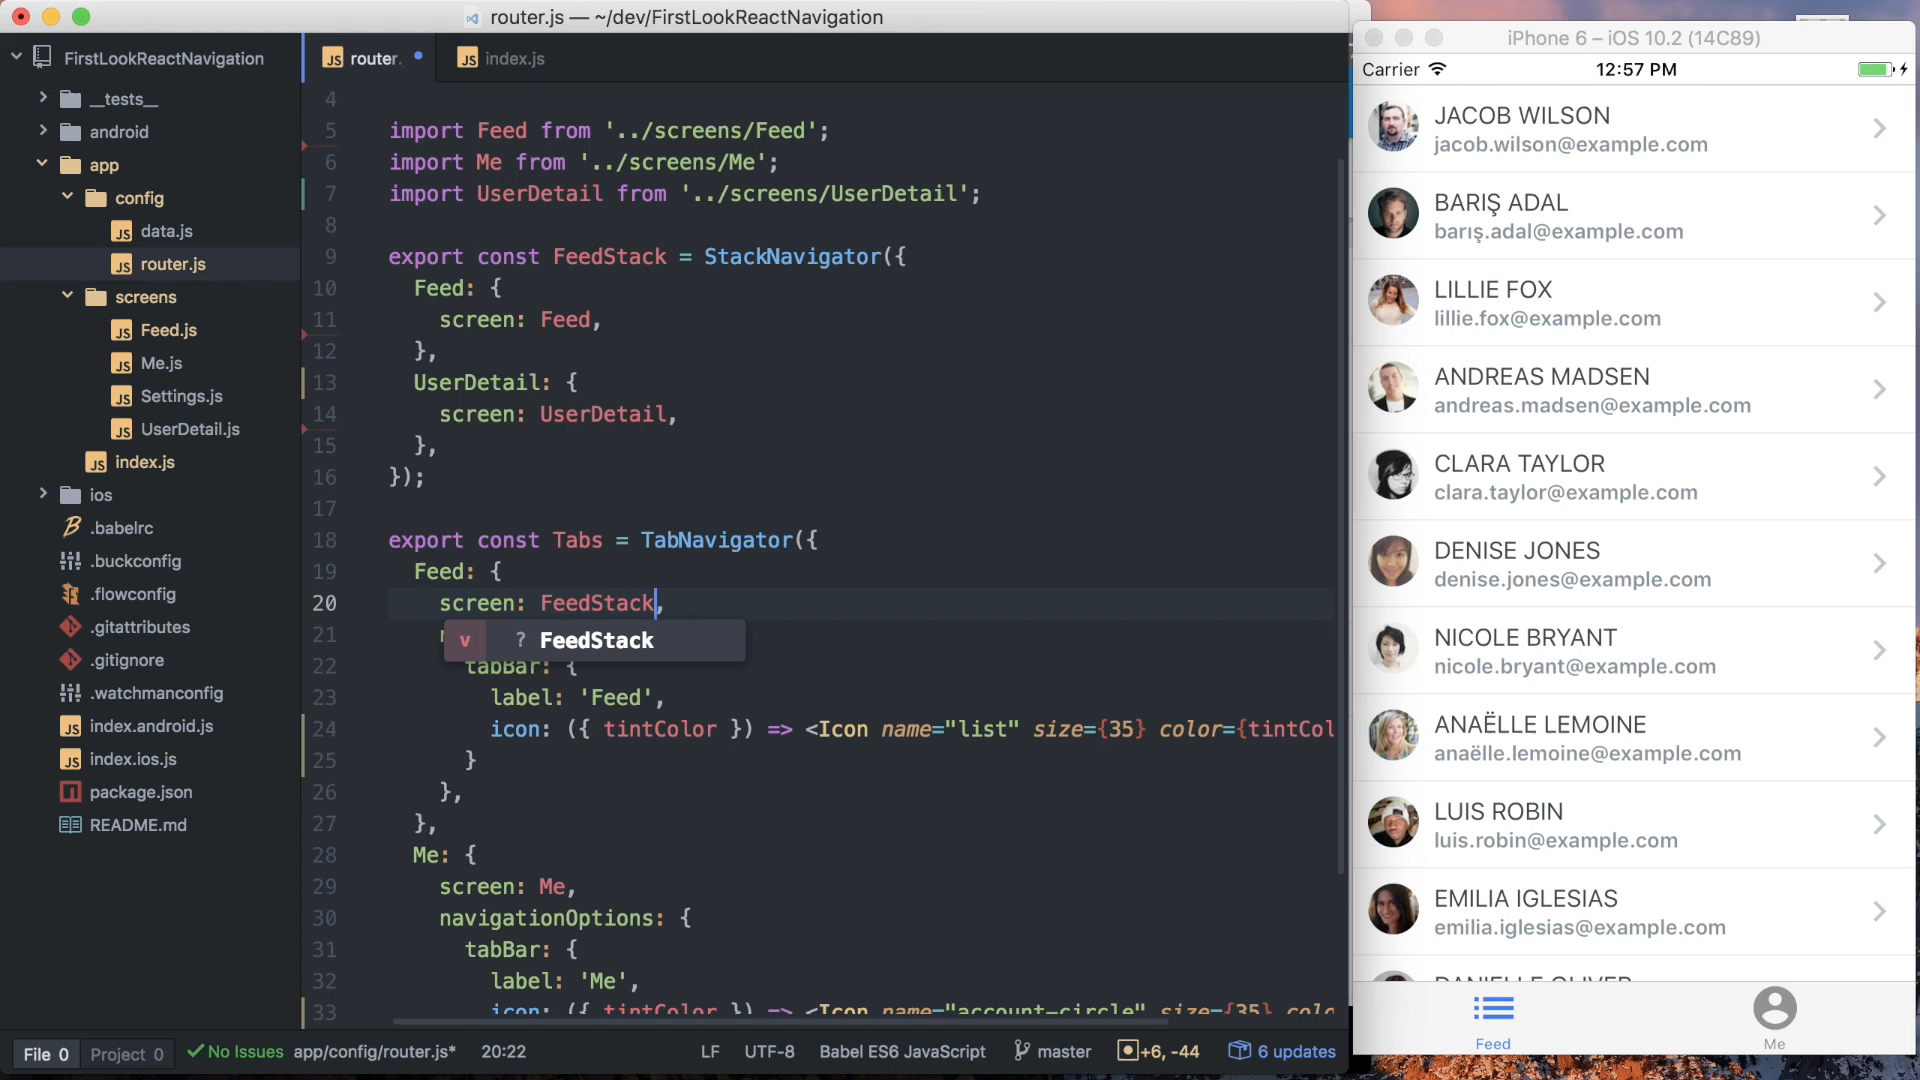 router.js — ~/dev/FirstLookReactNavigation
FirstLookReactNavigation
__tests__
android
app
config
data.js
router.js
screens
Feed.js
Me.js
Settings.js
UserDetail.js
index.js
ios
.babelrc
.buckconfig
.flowconfig
.gitattributes
.gitignore
.watchmanconfig
index.android.js
index.ios.js
package.json
README.md
router.
index.js
4
5 import Feed from '../screens/Feed';
6 import Me from '../screens/Me';
7 import UserDetail from '../screens/UserDetail';
8
9 export const FeedStack = StackNavigator({
10 Feed: {
11 screen: Feed,
12 },
13 UserDetail: {
14 screen: UserDetail,
15 },
16 });
17
18 export const Tabs = TabNavigator({
19 Feed: {
20 screen: FeedStack,
21
v ? FeedStack
22 tabBar: {
23 label: 'Feed',
24 icon: ({ tintColor }) => <Icon name="list" size={35} color={tintCol
25 }
26 },
27 },
28 Me: {
29 screen: Me,
30 navigationOptions: {
31 tabBar: {
32 label: 'Me',
33 icon: ({ tintColor }) => <Icon name="account-circle" size={35} colo
File 0 Project 0 No Issues app/config/router.js* 20:22 LF UTF-8 Babel ES6 JavaScript master +6, -44 6 updates
iPhone 6 – iOS 10.2 (14C89)
Carrier 12:57 PM
JACOB WILSON
jacob.wilson@example.com
BARIŞ ADAL
barış.adal@example.com
LILLIE FOX
lillie.fox@example.com
ANDREAS MADSEN
andreas.madsen@example.com
CLARA TAYLOR
clara.taylor@example.com
DENISE JONES
denise.jones@example.com
NICOLE BRYANT
nicole.bryant@example.com
ANAËLLE LEMOINE
anaëlle.lemoine@example.com
LUIS ROBIN
luis.robin@example.com
EMILIA IGLESIAS
emilia.iglesias@example.com
DANIELLE OLIVER
Feed Me